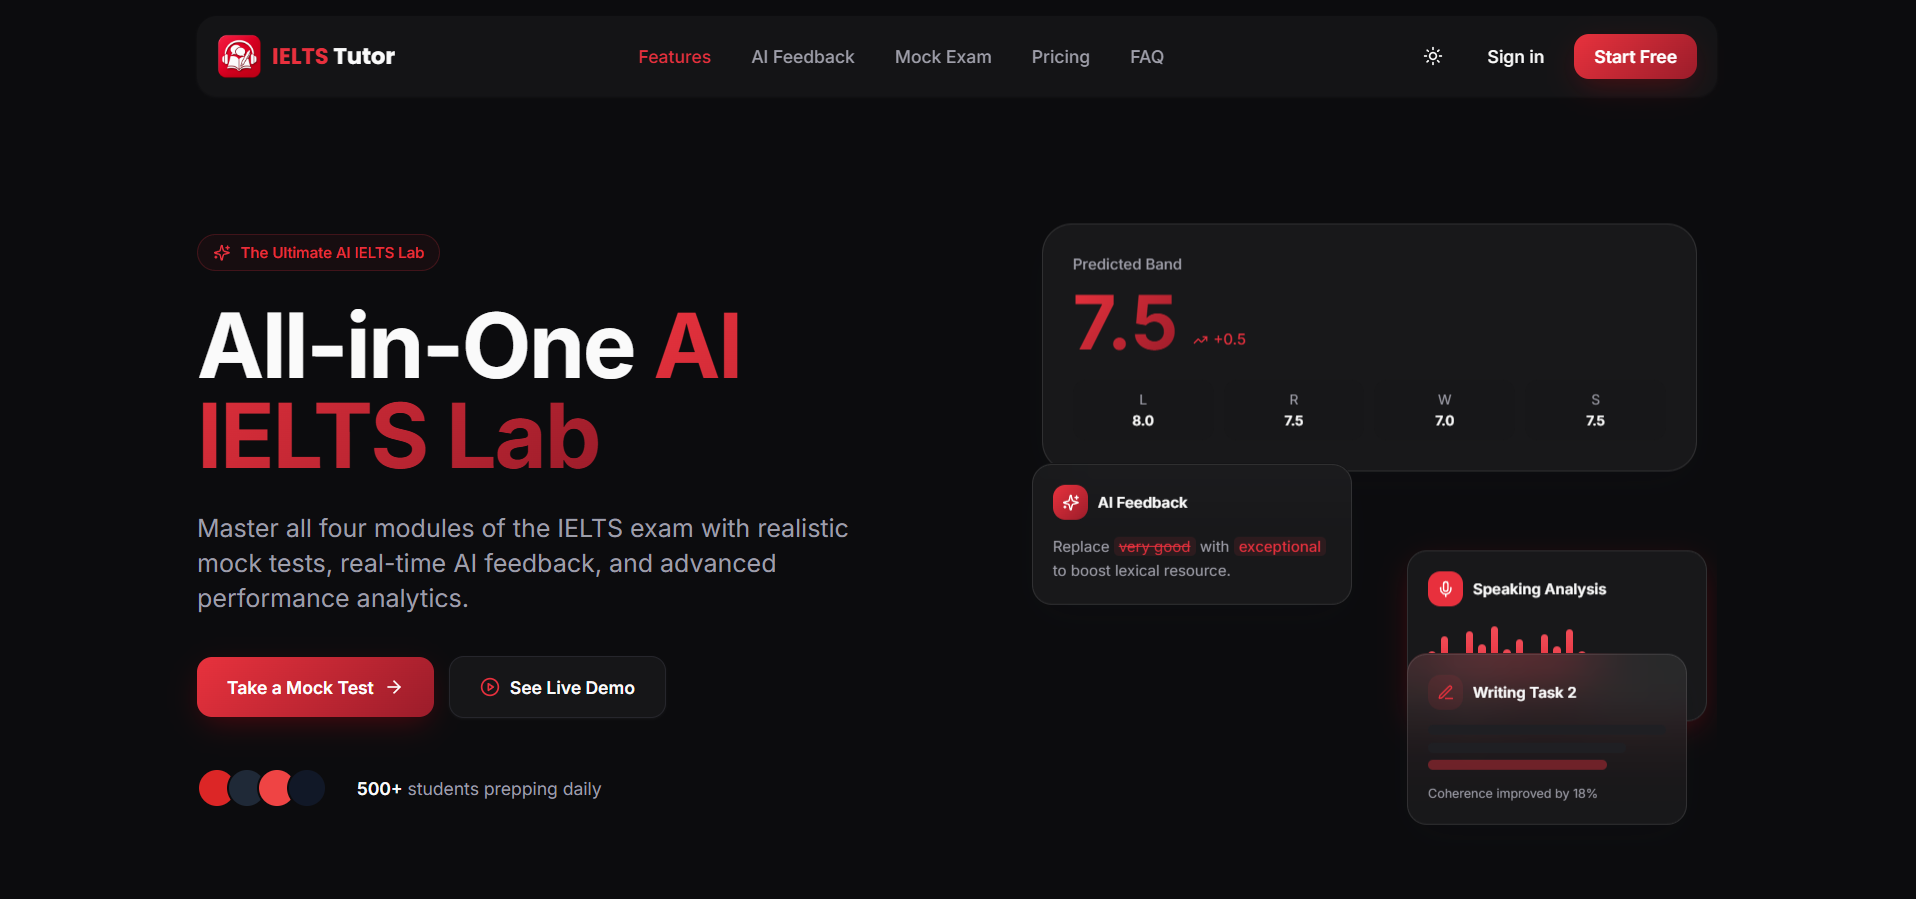 IELTS Tutor
Features
AI Feedback
Mock Exam
Pricing
FAQ
Sign in
Start Free
The Ultimate AI IELTS Lab
All-in-One AI
IELTS Lab
Master all four modules of the IELTS exam with realistic
mock tests, real-time AI feedback, and advanced
performance analytics.
Take a Mock Test
See Live Demo
500+ students prepping daily
Predicted Band
7.5 +0.5
L
8.0
R
7.5
W
7.0
S
7.5
AI Feedback
Replace very good with exceptional
to boost lexical resource.
Speaking Analysis
Writing Task 2
Coherence improved by 18%